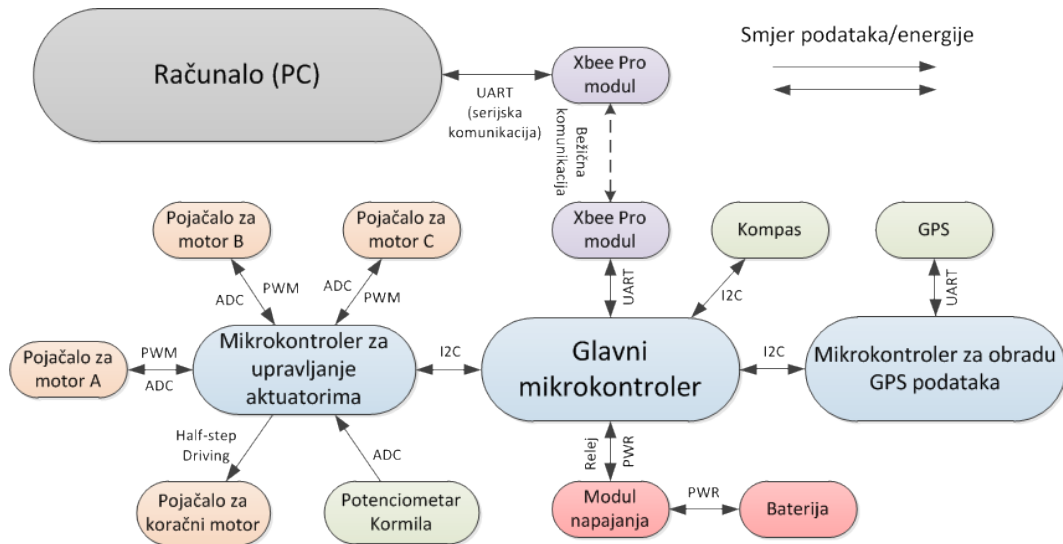 Računalo (PC)
UART
(serijska
komunikacija)
Xbee Pro
modul
Smjer podataka/energije
Bežična
komunikacija
Xbee Pro
modul
Pojačalo za
motor B
Pojačalo za
motor C
Kompas
GPS
ADC
PWM
ADC
PWM
UART
I2C
UART
Pojačalo za
motor A
PWM
ADC
Mikrokontroler za
upravljanje
aktuatorima
I2C
Glavni
mikrokontroler
I2C
Mikrokontroler za obradu
GPS podataka
Half-step
Driving
ADC
Relej
PWR
Pojačalo za
koračni motor
Potenciometar
Kormila
Modul
napajanja
PWR
Baterija